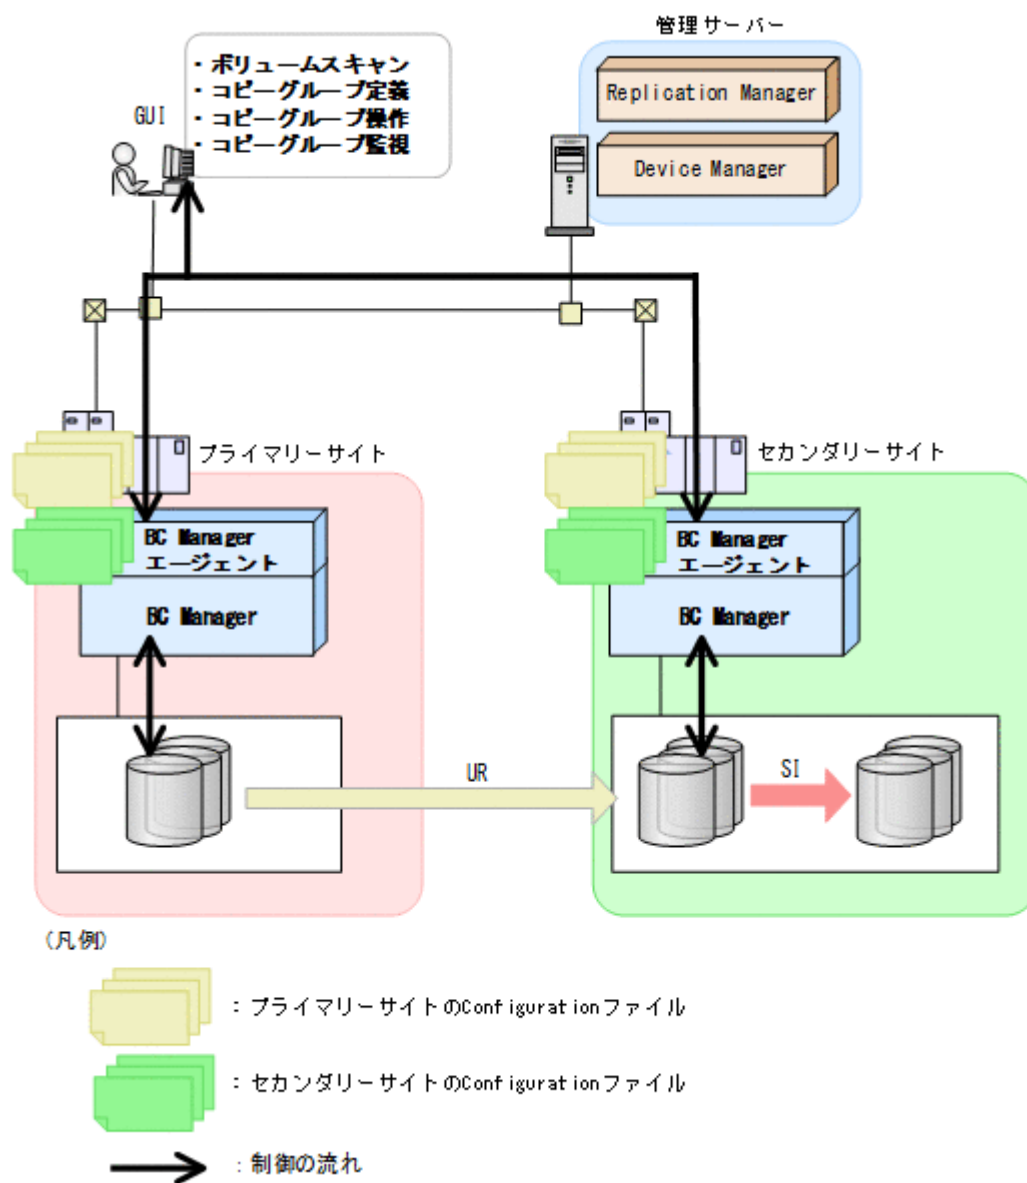 管理サーバー
・ボリュームスキャン
・コピーグループ定義
・コピーグループ操作
・コピーグループ監視
GUI
Replication Manager
Device Manager
プライマリーサイト
セカンダリーサイト
BC Manager
エージェント
BC Manager
BC Manager
エージェント
BC Manager
UR
SI
(凡例)
：プライマリーサイトのConfigurationファイル
：セカンダリーサイトのConfigurationファイル
：制御の流れ